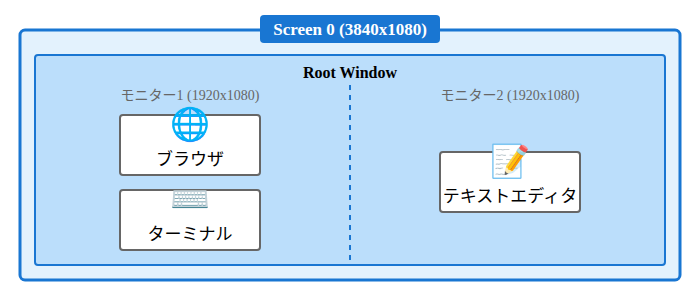 Screen 0 (3840x1080)
Root Window
モニター1 (1920x1080)
モニター2 (1920x1080)
ブラウザ
テキストエディタ
ターミナル